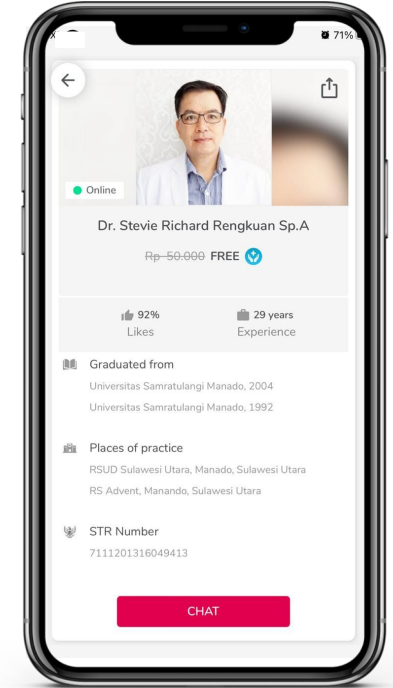 71%
Online
Dr. Stevie Richard Rengkuan Sp.A
Rp 50.000 FREE
92%
Likes
29 years
Experience
Graduated from
Universitas Samratulangi Manado, 2004
Universitas Samratulangi Manado, 1992
Places of practice
RSUD Sulawesi Utara, Manado, Sulawesi Utara
RS Advent, Manando, Sulawesi Utara
STR Number
7111201316049413
CHAT